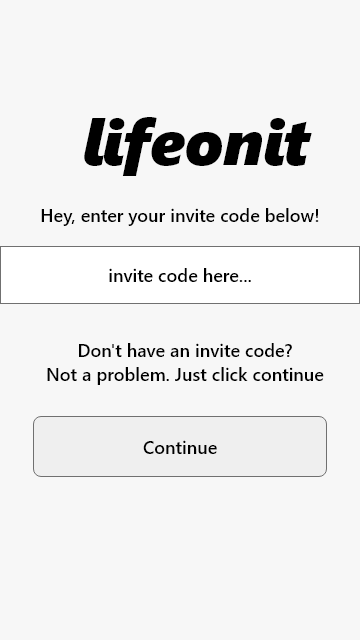 lifeonit
Hey, enter your invite code below!
invite code here...
Don't have an invite code?
Not a problem. Just click continue
Continue